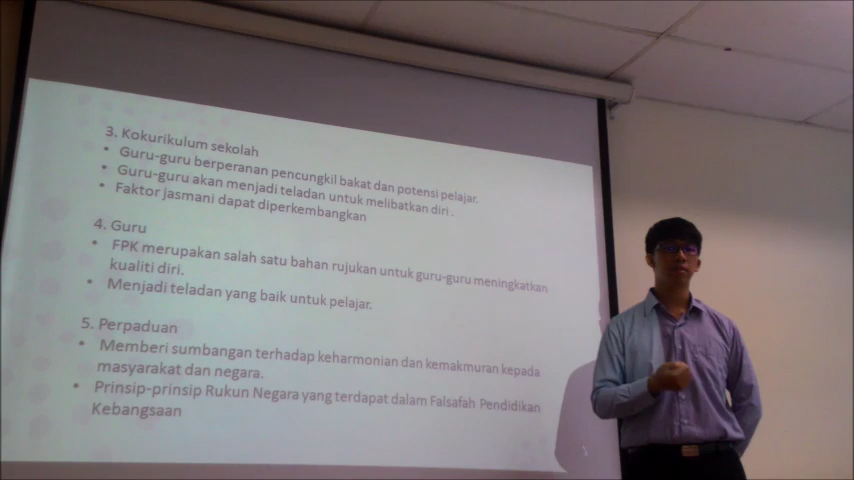 3. Kokurikulum sekolah
• Guru-guru berperanan pencungkil bakat dan potensi pelajar.
• Guru-guru akan menjadi teladan untuk melibatkan diri .
• Faktor jasmani dapat diperkembangkan
4. Guru
• FPK merupakan salah satu bahan rujukan untuk guru-guru meningkatkan
kualiti diri.
• Menjadi teladan yang baik untuk pelajar.
5. Perpaduan
• Memberi sumbangan terhadap keharmonian dan kemakmuran kepada
masyarakat dan negara.
• Prinsip-prinsip Rukun Negara yang terdapat dalam Falsafah Pendidikan
Kebangsaan